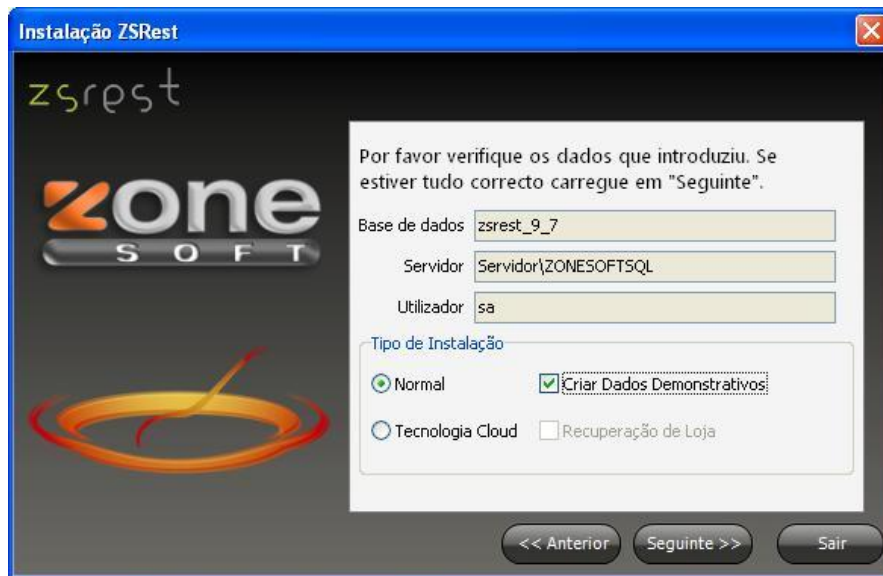 Instalação ZSRest
zsrest
zone
SOFT
Por favor verifique os dados que introduziu. Se
estiver tudo correcto carregue em "Seguinte".
Base de dados zsrest_9_7
Servidor Servidor\ZONESOFTSQL
Utilizador sa
Tipo de Instalação
Normal Criar Dados Demonstrativos
Tecnologia Cloud Recuperação de Loja
<< Anterior Seguinte >> Sair